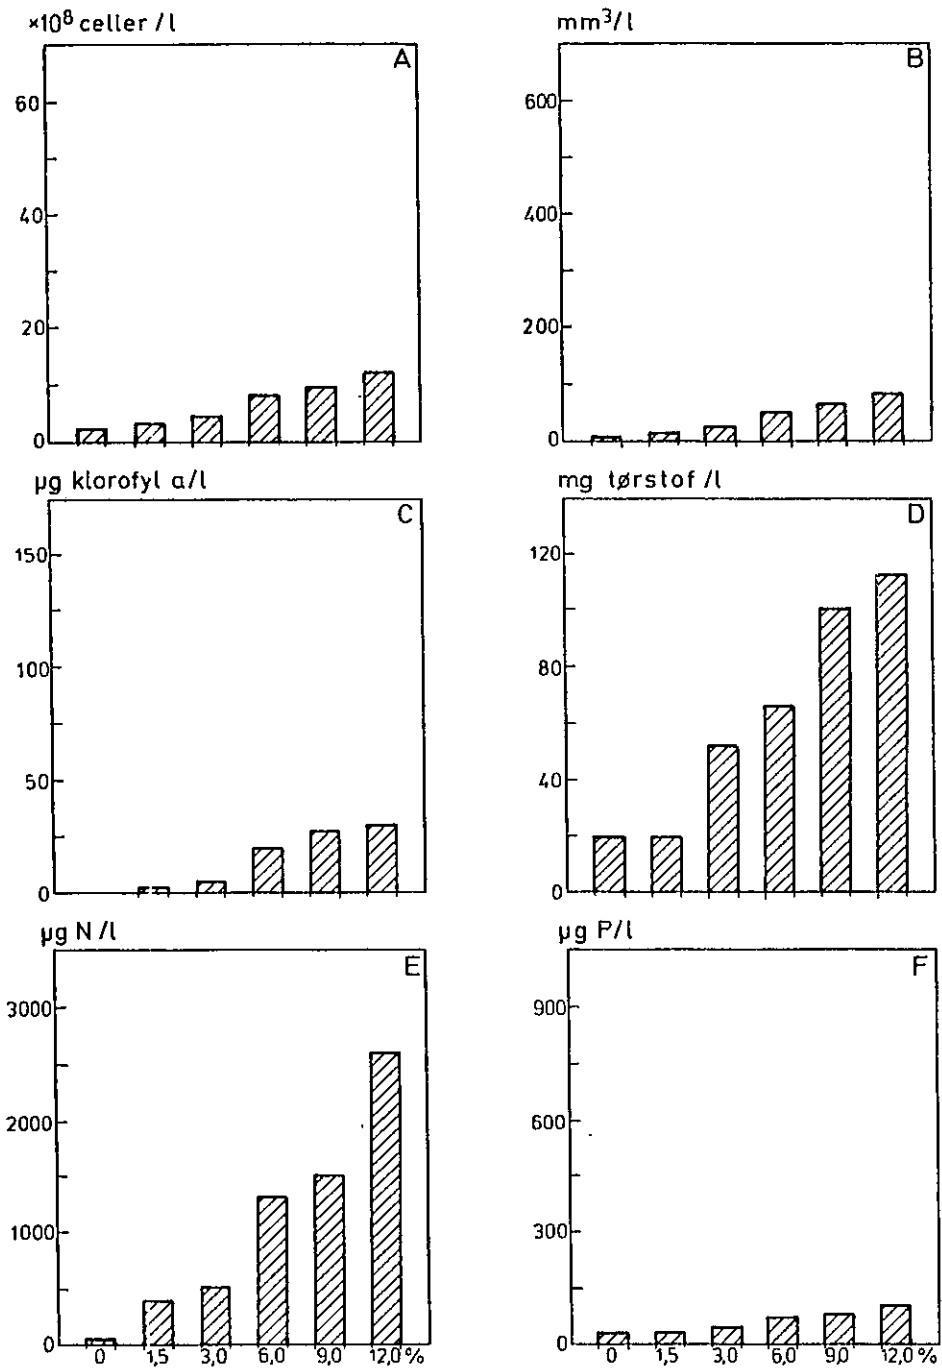 ×10⁸ celler /l
A
60
40
20
0
mm³/l
B
600
400
200
0
µg klorofyl a/l
C
150
100
50
0
mg tørstof /l
D
120
80
40
0
µg N/l
E
3000
2000
1000
0
0 1,5 3,0 6,0 9,0 12,0 %
µg P/l
F
900
600
300
0
0 1,5 3,0 6,0 9,0 12,0 %